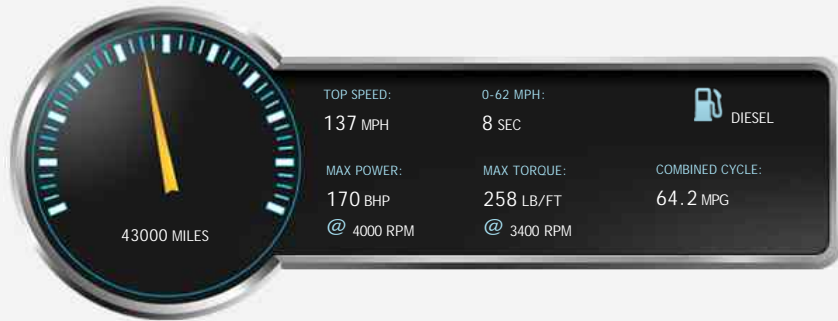 TOP SPEED:
137 MPH
0-62 MPH:
8 SEC
DIESEL
MAX POWER:
170 BHP
@ 4000 RPM
MAX TORQUE:
258 LB/FT
@ 3400 RPM
COMBINED CYCLE:
64.2 MPG
43000 MILES